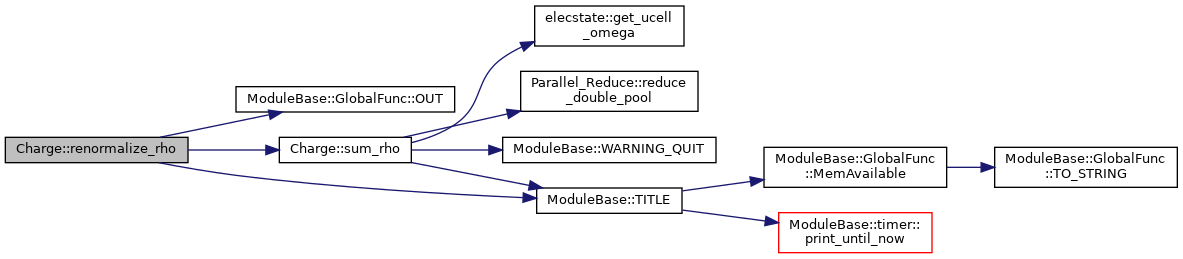 Charge::renormalize_rho
ModuleBase::GlobalFunc::OUT
Charge::sum_rho
elecstate::get_ucell
_omega
Parallel_Reduce::reduce
_double_pool
ModuleBase::WARNING_QUIT
ModuleBase::TITLE
ModuleBase::GlobalFunc
::MemAvailable
ModuleBase::timer::
print_until_now
ModuleBase::GlobalFunc
::TO_STRING